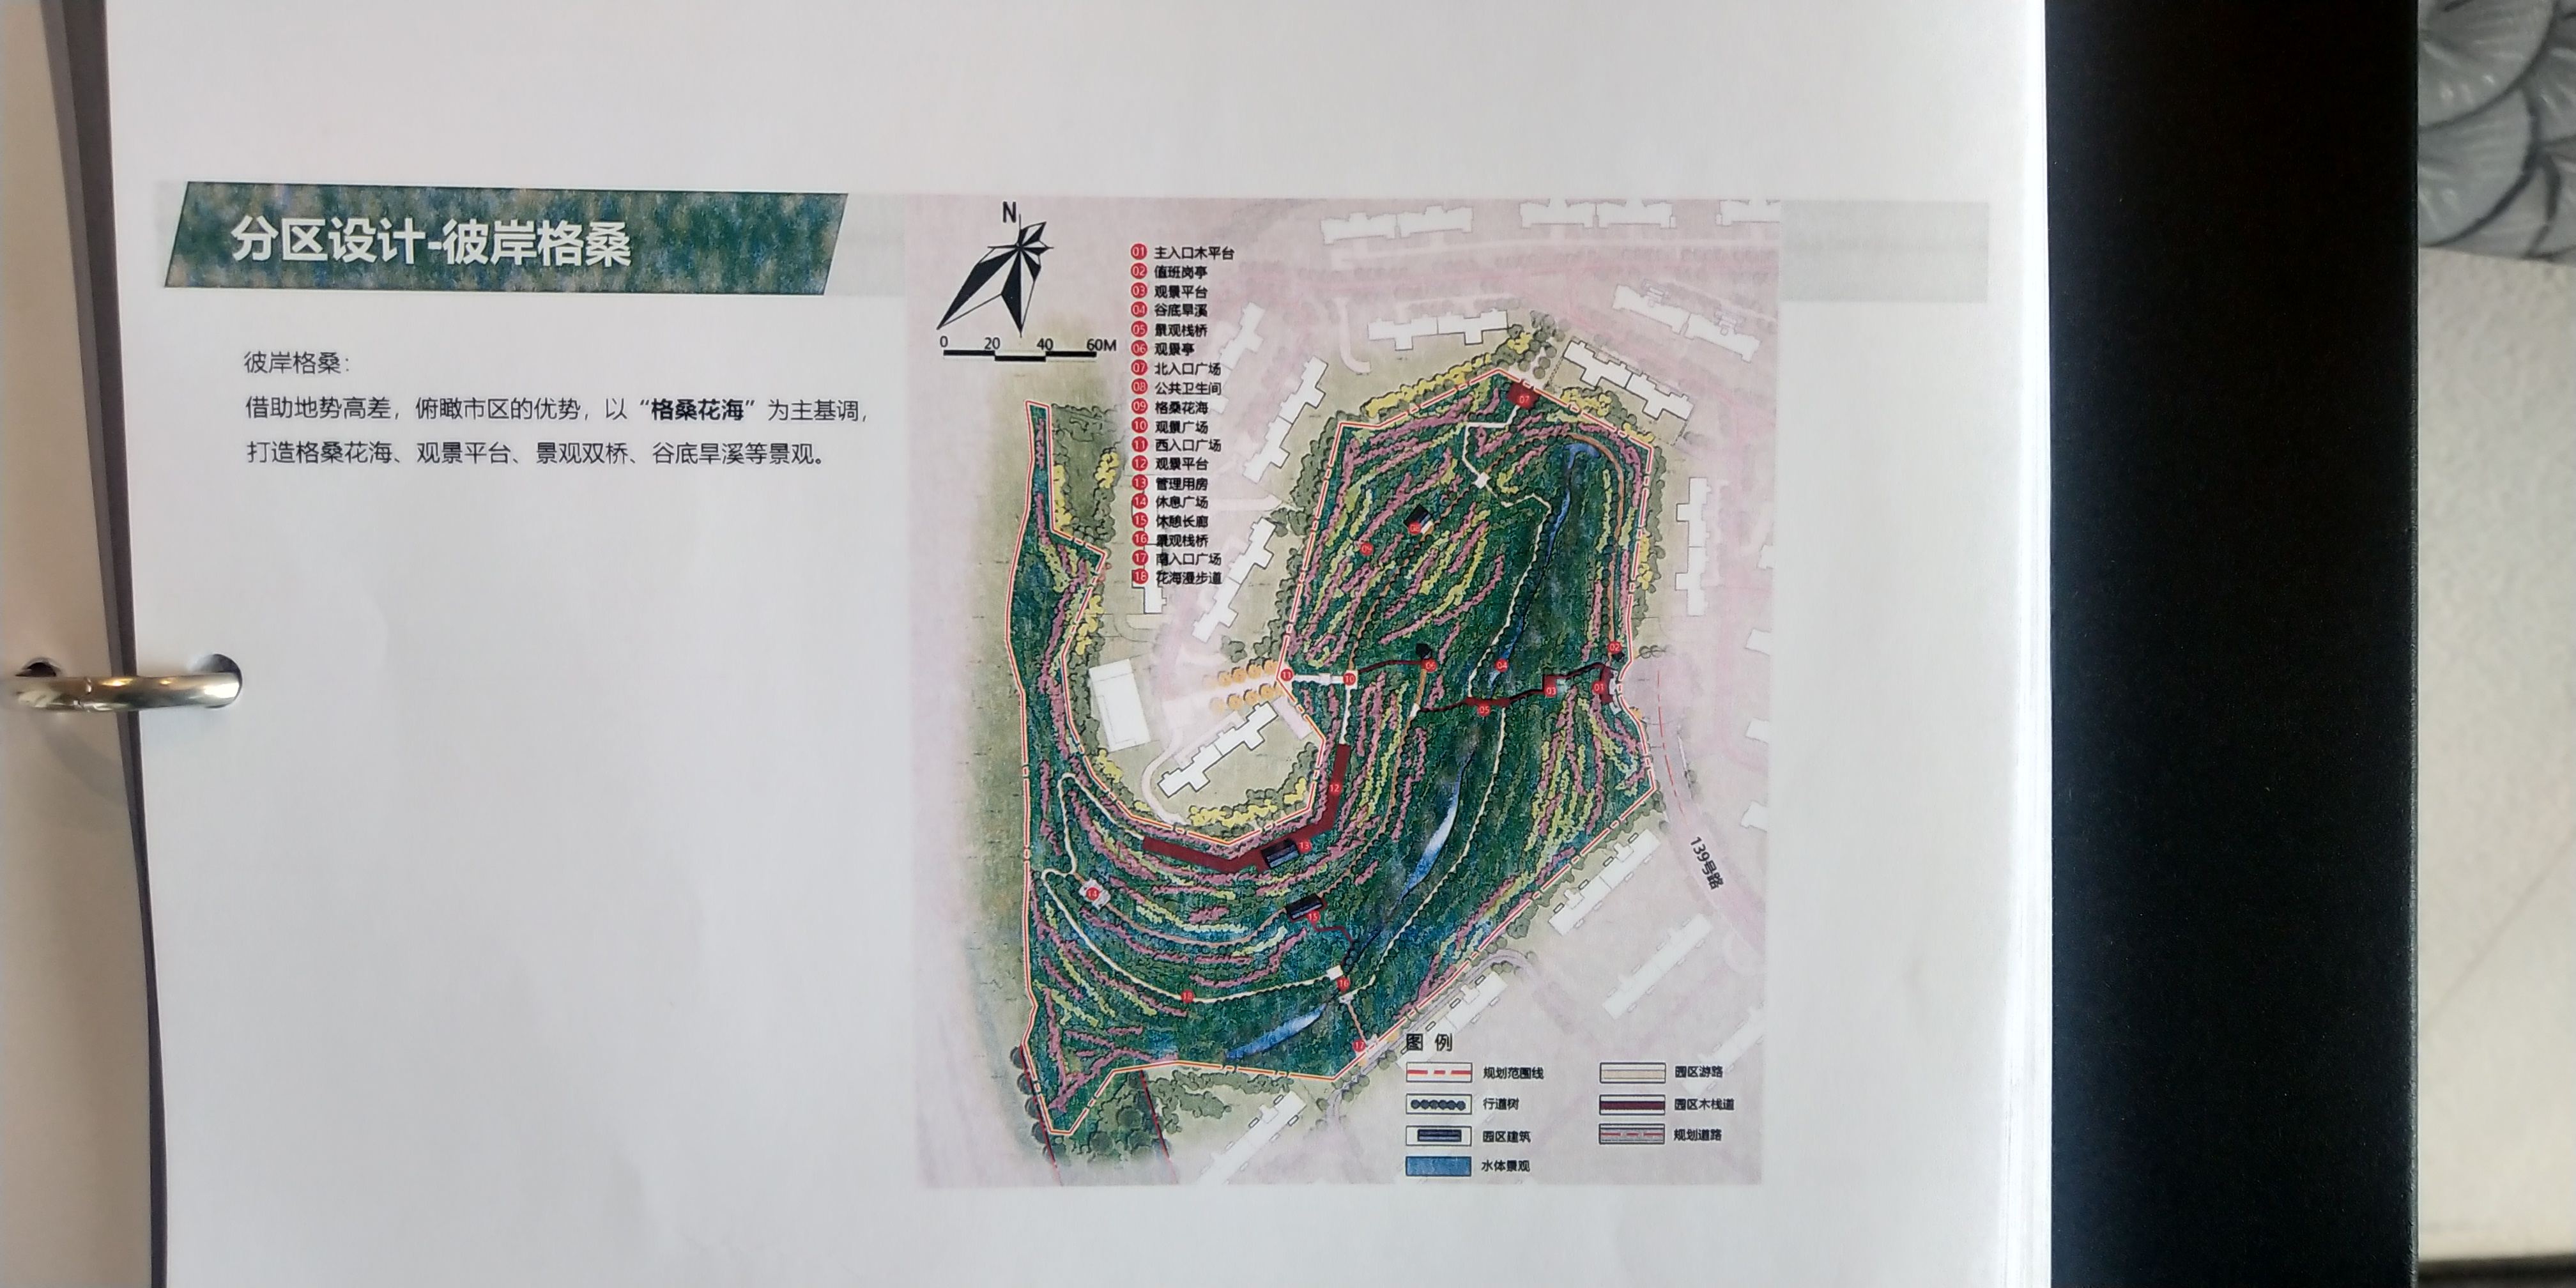 分区设计-彼岸格桑
彼岸格桑：
借助地势高差，俯瞰市区的优势，以“格桑花海”为主基调，
打造格桑花海、观景平台、景观双桥、谷底旱溪等景观。
N
0 20 40 60M
01 主入口木平台
02 值班岗亭
03 观景平台
04 谷底旱溪
05 景观栈桥
06 观景亭
07 北入口广场
08 公共卫生间
09 格桑花海
10 观景广场
11 西入口广场
12 观景平台
13 管理用房
14 休息广场
15 休憩长廊
16 景观栈桥
17 南入口广场
18 花海漫步道
07
08
09
02
11
10
06
04
03
01
05
12
13
14
15
18
16
17
139号路
图例
规划范围线
园区游路
行道树
园区木栈道
园区建筑
规划道路
水体景观